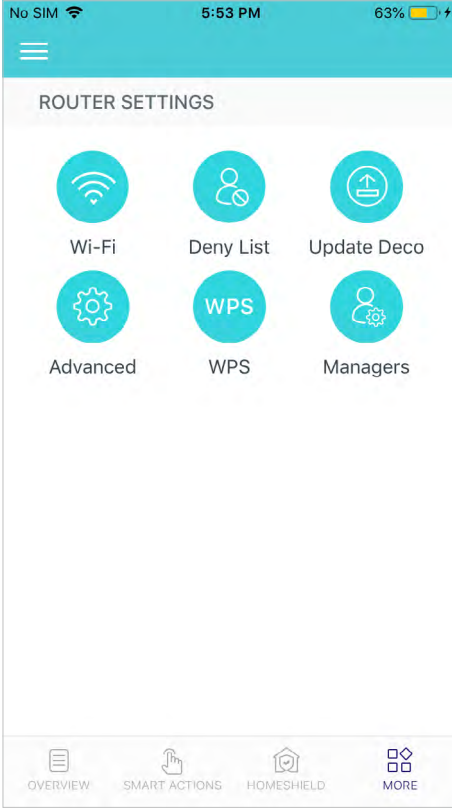 No SIM 5:53 PM 63%
ROUTER SETTINGS
Wi-Fi Deny List Update Deco
WPS
Advanced WPS Managers
OVERVIEW SMART ACTIONS HOMESHIELD MORE